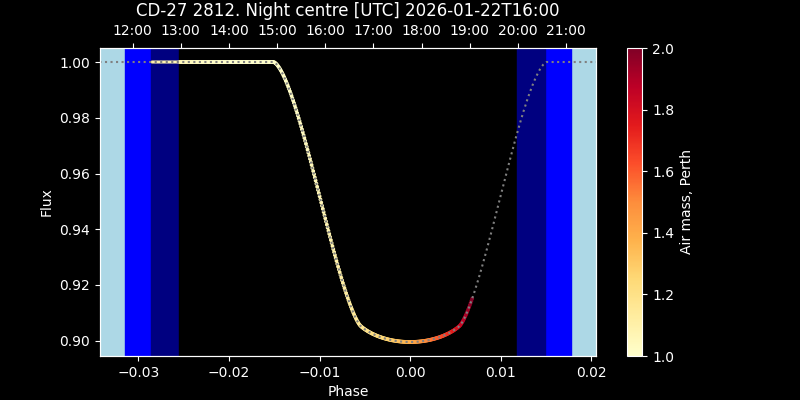 CD-27 2812. Night centre [UTC] 2026-01-22T16:00
12:00 13:00 14:00 15:00 16:00 17:00 18:00 19:00 20:00 21:00
1.00
0.98
0.96
0.94
0.92
0.90
Flux
−0.03 −0.02 −0.01 0.00 0.01 0.02
Phase
2.0
1.8
1.6
1.4
1.2
1.0
Air mass, Perth